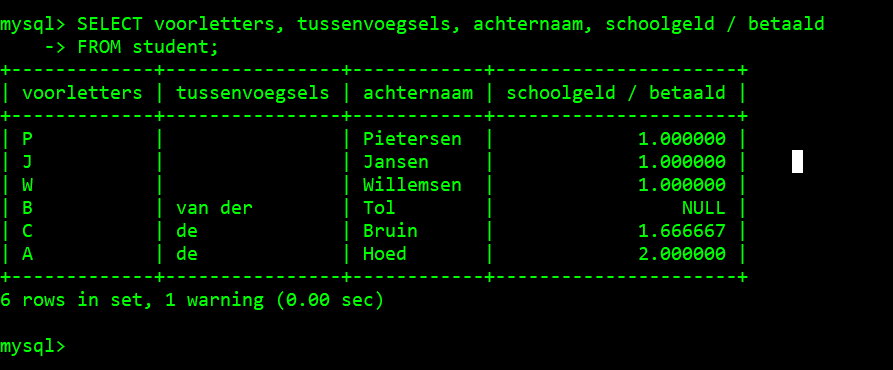 mysql> SELECT voorletters, tussenvoegsels, achternaam, schoolgeld / betaald
    -> FROM student;
+-------------+----------------+------------+-----------------------+
| voorletters | tussenvoegsels | achternaam | schoolgeld / betaald |
+-------------+----------------+------------+-----------------------+
| P           |                | Pietersen  |             1.000000 |
| J           |                | Jansen     |             1.000000 |
| W           |                | Willemsen  |             1.000000 |
| B           | van der        | Tol        |                 NULL |
| C           | de             | Bruin      |             1.666667 |
| A           | de             | Hoed       |             2.000000 |
+-------------+----------------+------------+-----------------------+
6 rows in set, 1 warning (0.00 sec)
mysql>